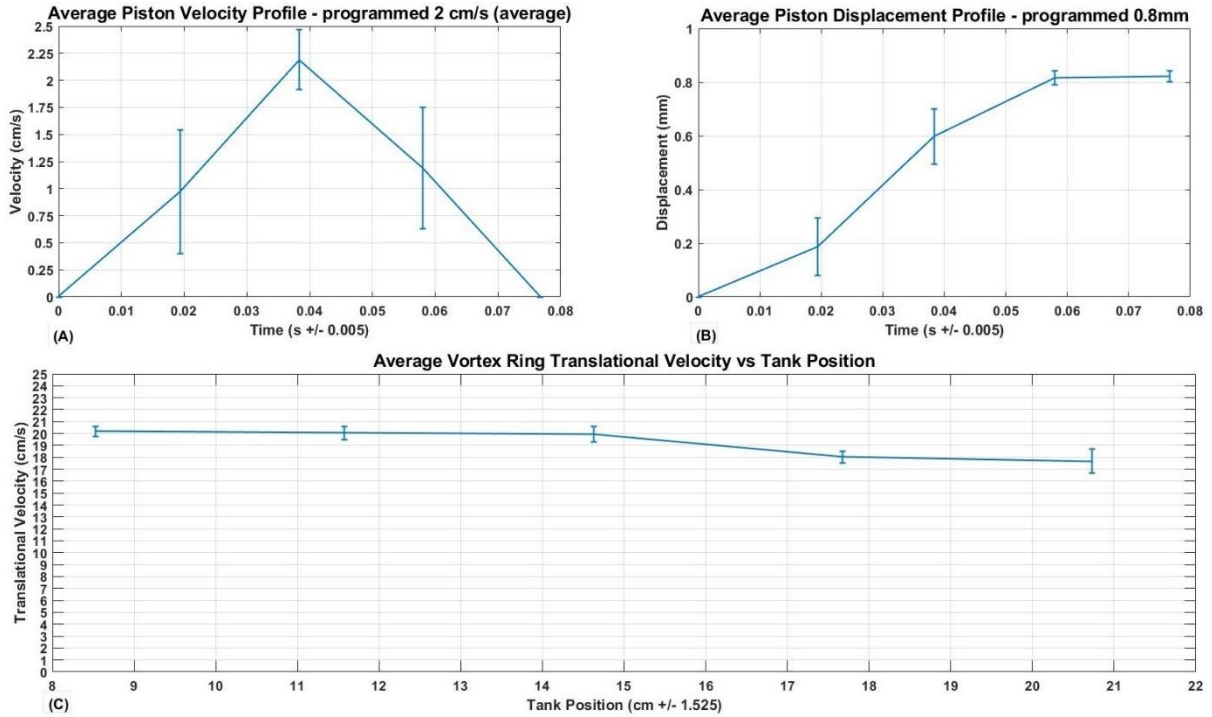 Average Piston Velocity Profile - programmed 2 cm/s (average)
2.5
2.25
2
1.75
1.5
1.25
1
0.75
0.5
0.25
0
Velocity (cm/s)
0 0.01 0.02 0.03 0.04 0.05 0.06 0.07 0.08
Time (s +/- 0.005)
(A)
Average Piston Displacement Profile - programmed 0.8mm
1
0.8
0.6
0.4
0.2
0
Displacement (mm)
0 0.01 0.02 0.03 0.04 0.05 0.06 0.07 0.08
Time (s +/- 0.005)
(B)
Average Vortex Ring Translational Velocity vs Tank Position
25
24
23
22
21
20
19
18
17
16
15
14
13
12
11
10
9
8
7
6
5
4
3
2
1
0
Translational Velocity (cm/s)
8 9 10 11 12 13 14 15 16 17 18 19 20 21 22
Tank Position (cm +/- 1.525)
(C)